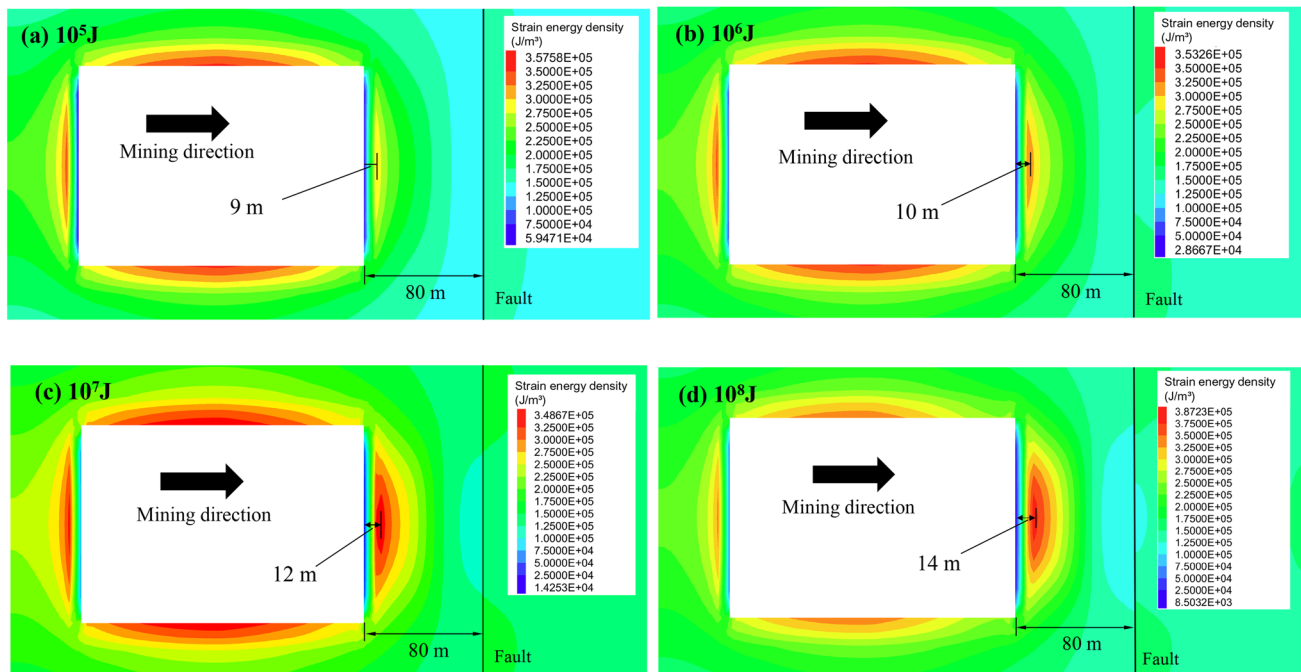 (a) 10⁵J
Strain energy density
(J/m³)
3.5758E+05
3.5000E+05
3.2500E+05
3.0000E+05
2.7500E+05
2.5000E+05
2.2500E+05
2.0000E+05
1.7500E+05
1.5000E+05
1.2500E+05
1.0000E+05
7.5000E+04
5.9471E+04
Mining direction
9 m
80 m
Fault
(b) 10⁶J
Strain energy density
(J/m³)
3.5326E+05
3.5000E+05
3.2500E+05
3.0000E+05
2.7500E+05
2.5000E+05
2.2500E+05
2.0000E+05
1.7500E+05
1.5000E+05
1.2500E+05
1.0000E+05
7.5000E+04
5.0000E+04
2.8667E+04
Mining direction
10 m
80 m
Fault
(c) 10⁷J
Strain energy density
(J/m³)
3.4867E+05
3.2500E+05
3.0000E+05
2.7500E+05
2.5000E+05
2.2500E+05
2.0000E+05
1.7500E+05
1.5000E+05
1.2500E+05
1.0000E+05
7.5000E+04
5.0000E+04
2.5000E+04
1.4253E+04
Mining direction
12 m
80 m
Fault
(d) 10⁸J
Strain energy density
(J/m³)
3.8723E+05
3.7500E+05
3.5000E+05
3.2500E+05
3.0000E+05
2.7500E+05
2.5000E+05
2.2500E+05
2.0000E+05
1.7500E+05
1.5000E+05
1.2500E+05
1.0000E+05
7.5000E+04
5.0000E+04
2.5000E+04
8.5032E+03
Mining direction
14 m
80 m
Fault